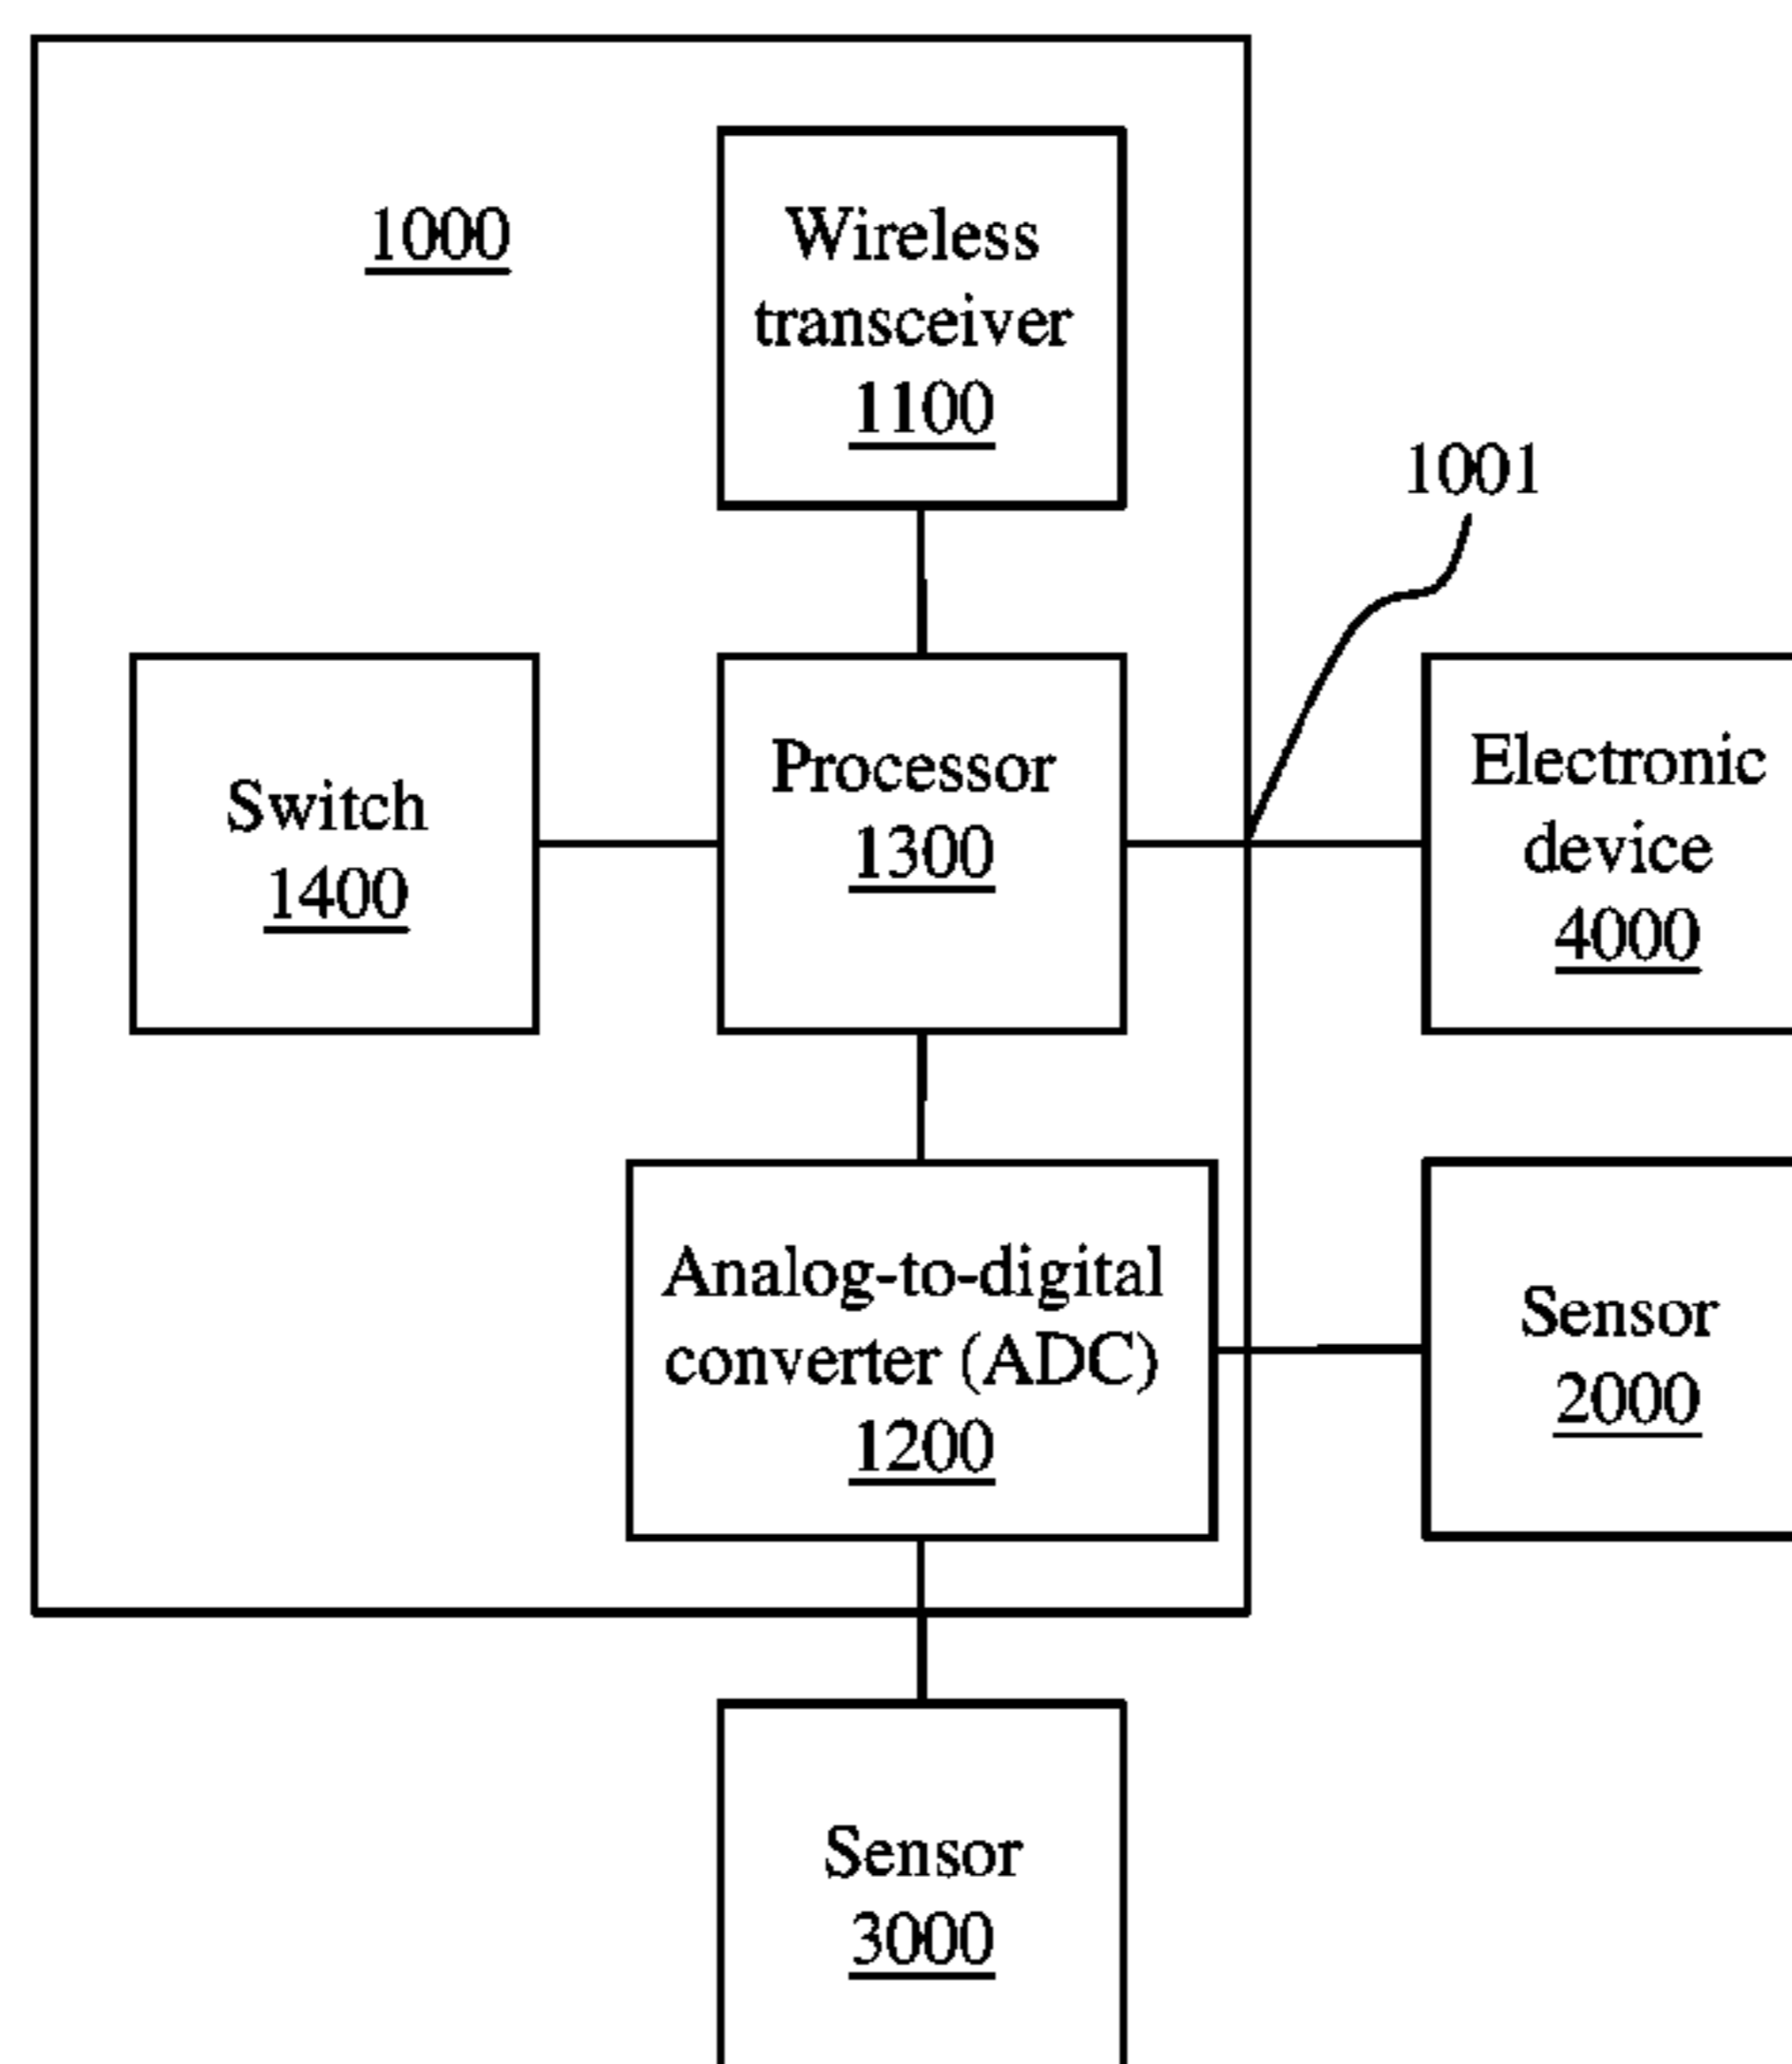 1000
Wireless
transceiver
1100
1001
Switch
1400
Processor
1300
Electronic
device
4000
Analog-to-digital
converter (ADC)
1200
Sensor
2000
Sensor
3000